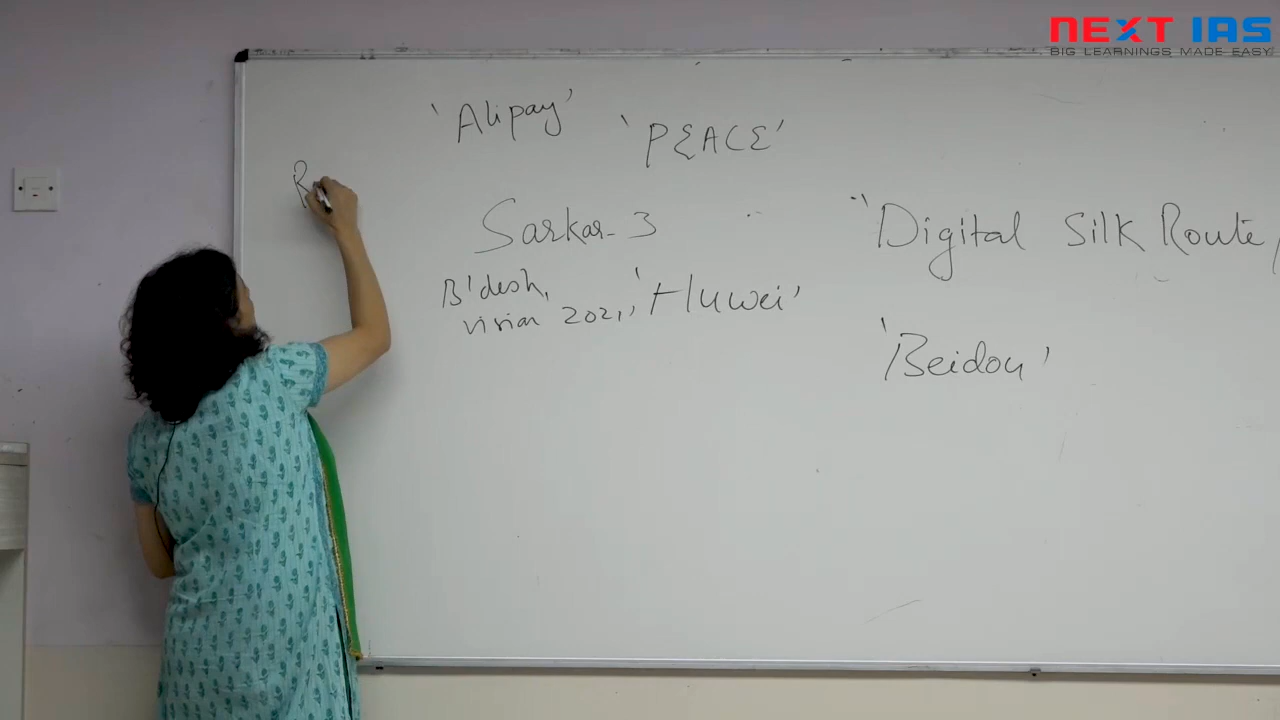 NEXT IAS
BIG LEARNINGS MADE EASY
'Alipay'
'PEACE'
R
Sarkar-3
"Digital Silk Route,
B'desh,
vision 2021, 'Huwei'
'Beidou'